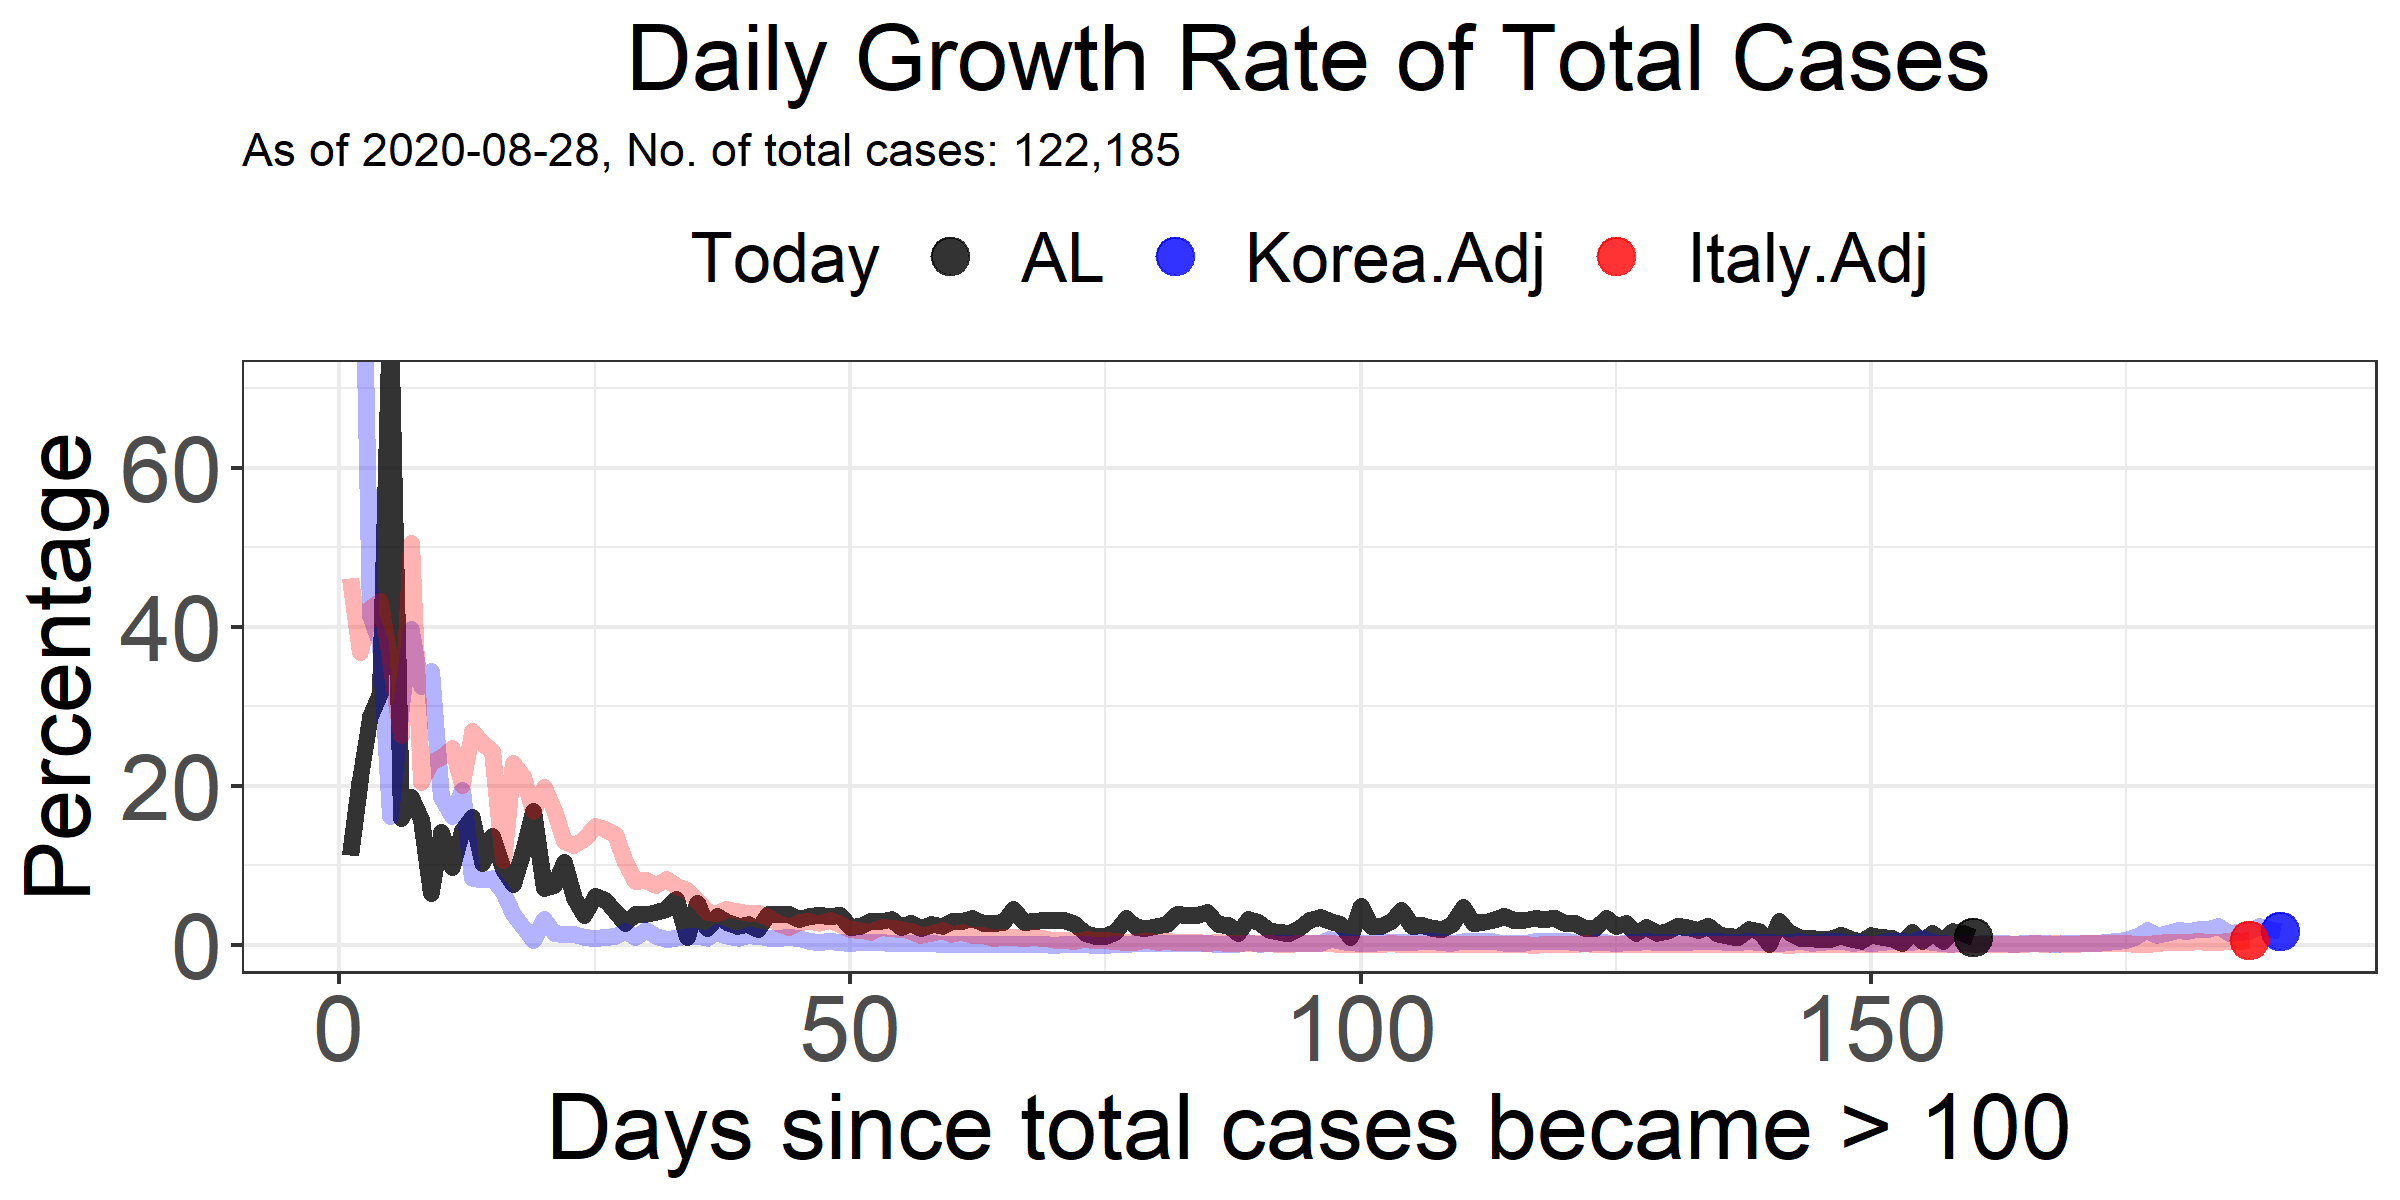 Daily Growth Rate of Total Cases
As of 2020-08-28, No. of total cases: 122,185
Today AL Korea.Adj Italy.Adj
Percentage
60
40
20
0
0 50 100 150
Days since total cases became > 100